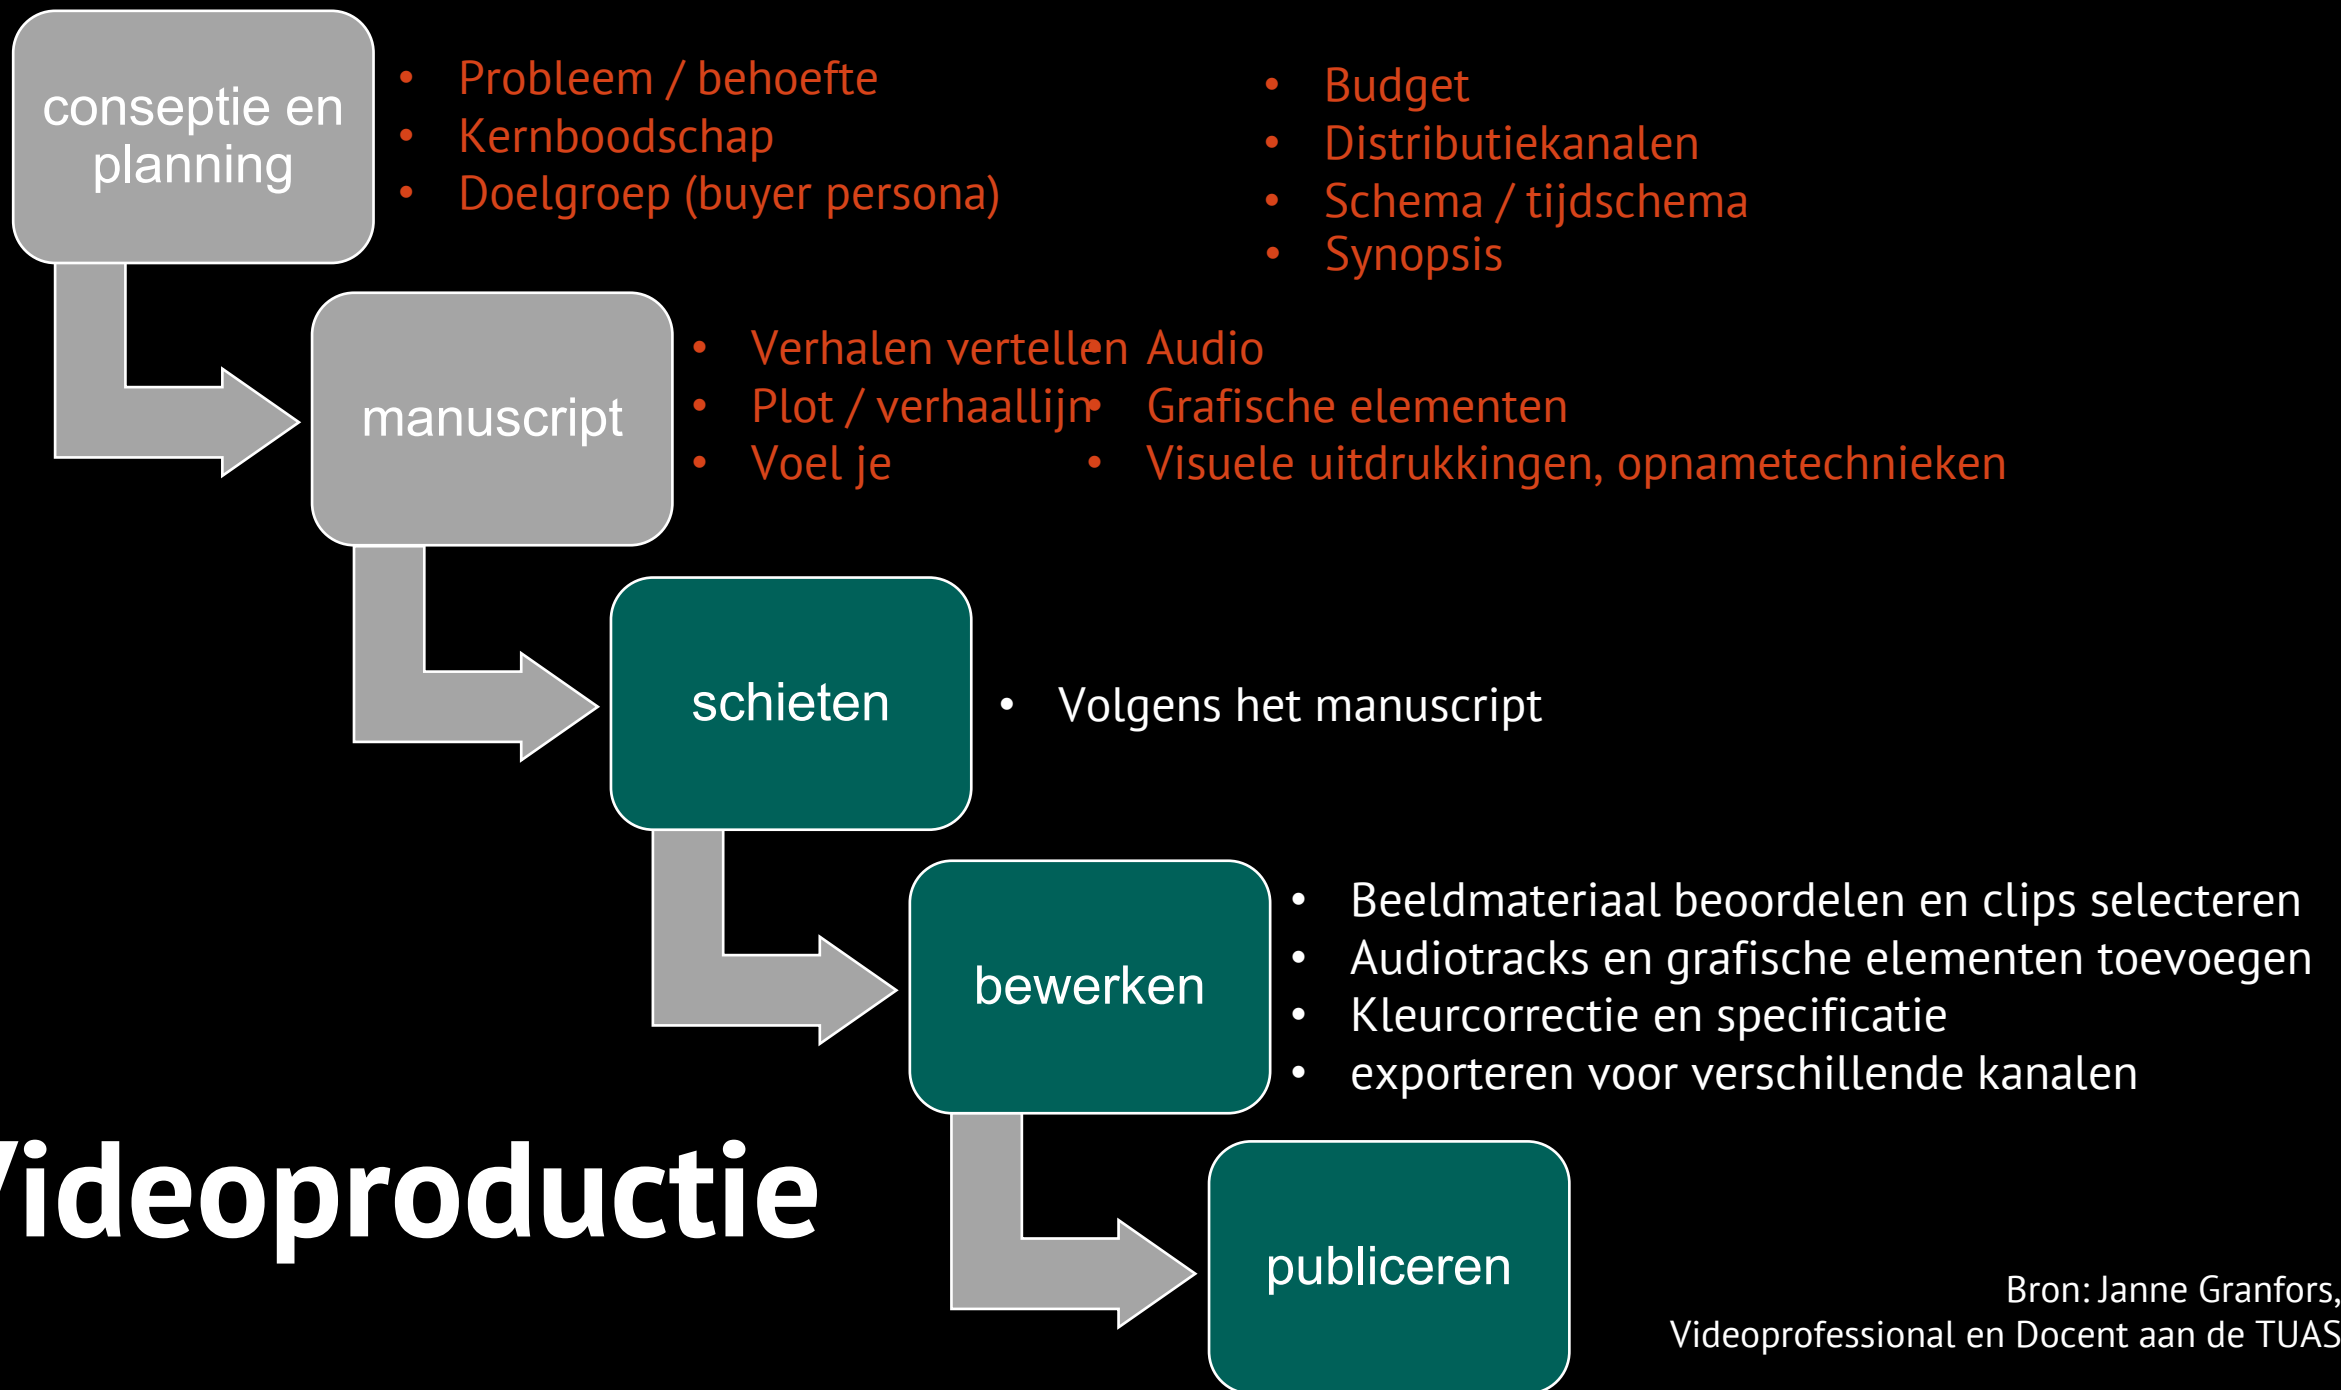 conseptie en
planning
• Probleem / behoefte
• Kernboodschap
• Doelgroep (buyer persona)
• Budget
• Distributiekanalen
• Schema / tijdschema
• Synopsis
manuscript
• Verhalen vertellen
• Plot / verhaallijn
• Voel je
• Audio
• Grafische elementen
• Visuele uitdrukkingen, opnametechnieken
schieten
• Volgens het manuscript
bewerken
• Beeldmateriaal beoordelen en clips selecteren
• Audiotracks en grafische elementen toevoegen
• Kleurcorrectie en specificatie
• exporteren voor verschillende kanalen
Videoproductie
publiceren
Bron: Janne Granfors,
Videoprofessional en Docent aan de TUAS